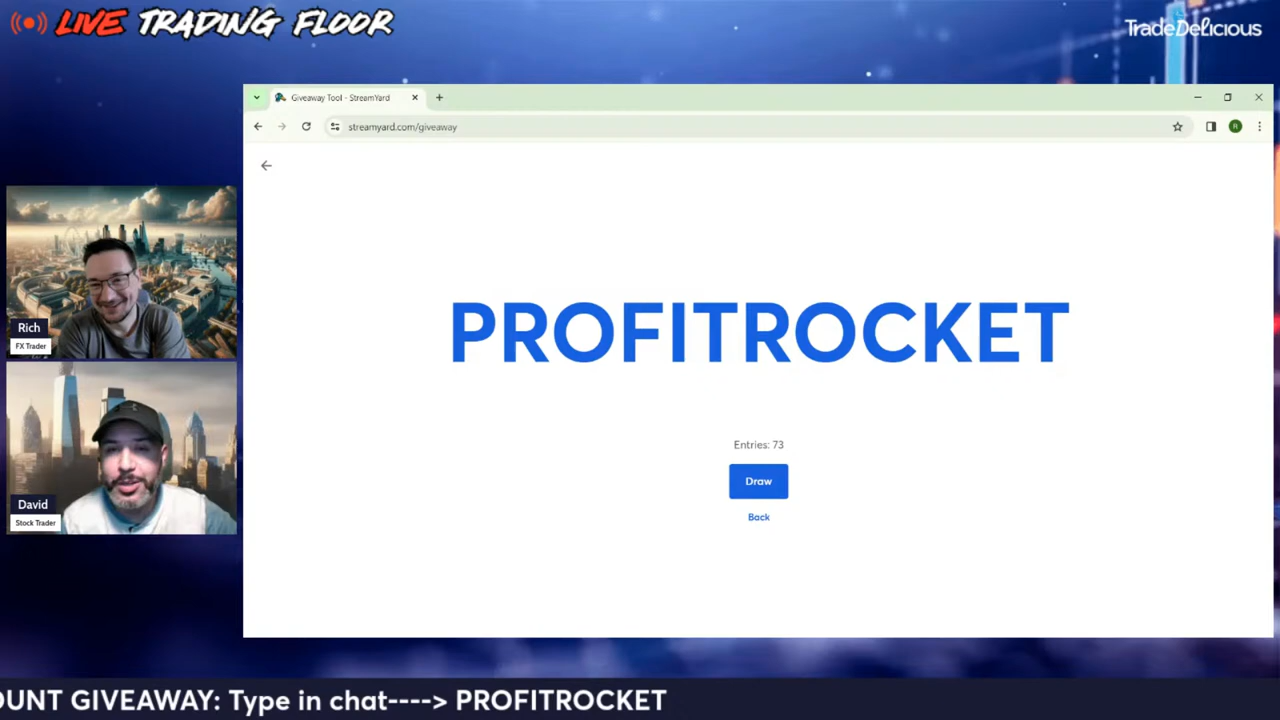 LIVE TRADING FLOOR
TradeDelicious
Giveaway Tool - StreamYard
streamyard.com/giveaway
R
PROFITROCKET
Entries: 73
Draw
Back
Rich
FX Trader
David
Stock Trader
OUNT GIVEAWAY: Type in chat----> PROFITROCKET